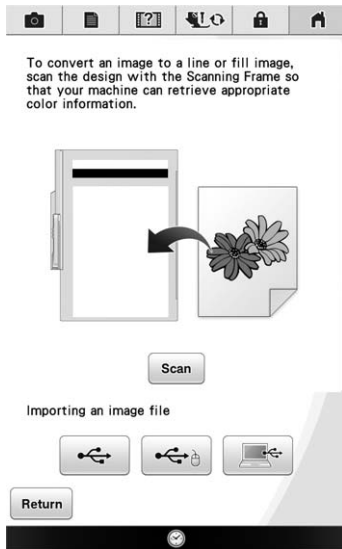 To convert an image to a line or fill image,
scan the design with the Scanning Frame so
that your machine can retrieve appropriate
color information.
Scan
Importing an image file
Return